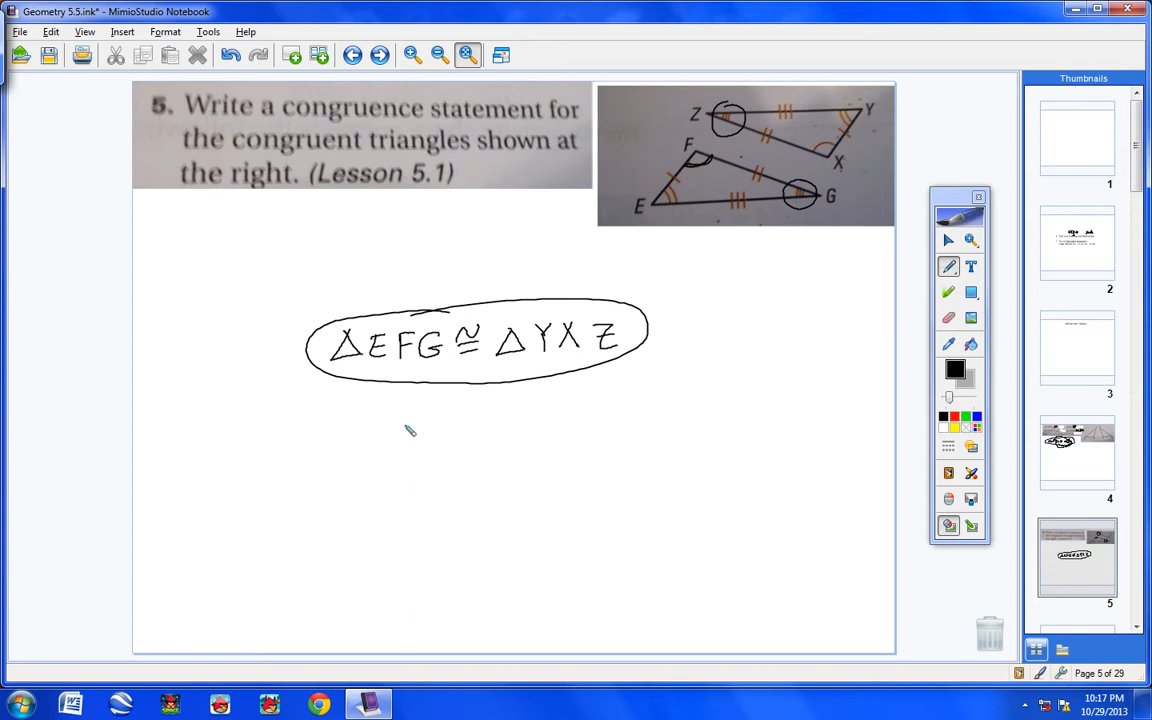 Geometry 5.5.ink* - MimioStudio Notebook
File Edit View Insert Format Tools Help
5. Write a congruence statement for
the congruent triangles shown at
the right. (Lesson 5.1)
Z Y
F X
E G
△EFG ≅ △YXZ
T
Thumbnails
1
2
3
4
5
Page 5 of 29
10:17 PM
10/29/2013